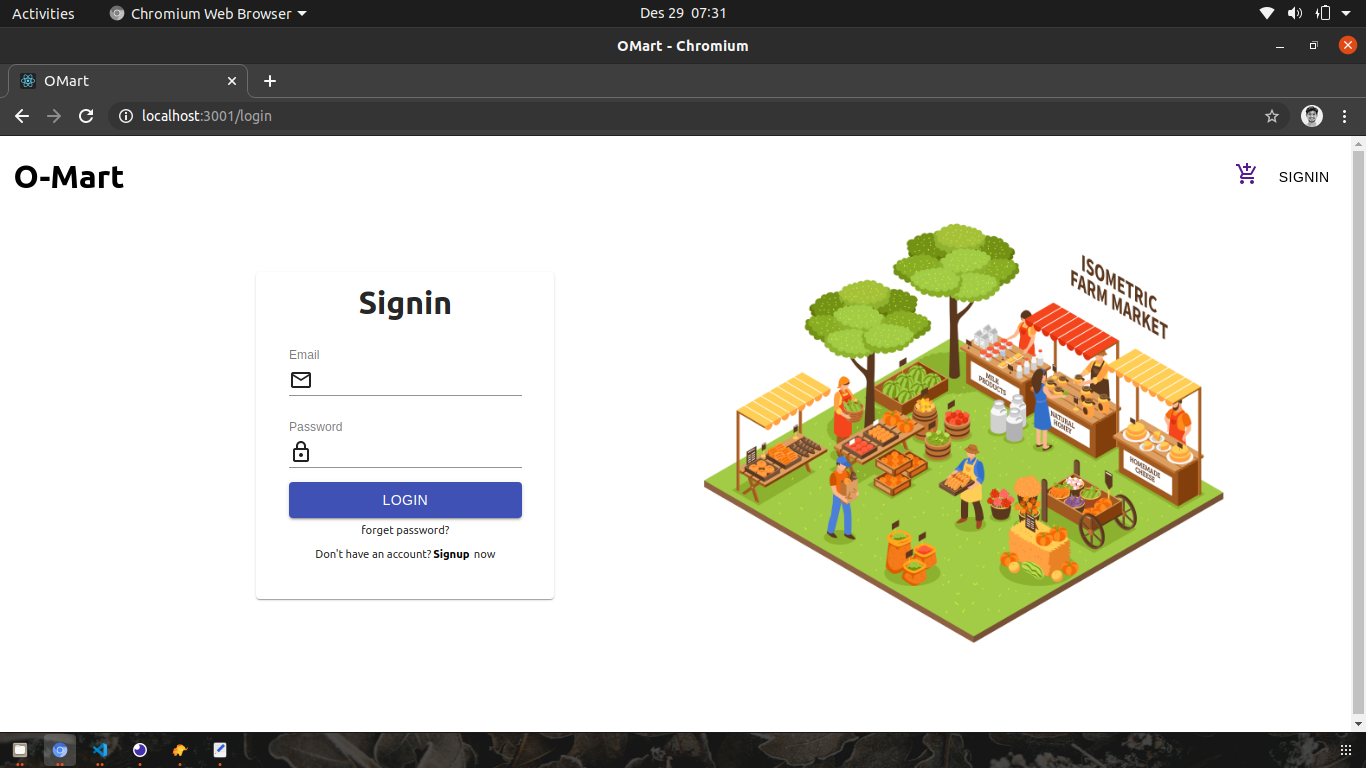 Activities Chromium Web Browser Des 29 07:31
OMart - Chromium
OMart
localhost:3001/login
O-Mart SIGNIN
Signin
Email
Password
LOGIN
forget password?
Don't have an account? Signup now
ISOMETRIC
FARM MARKET
MILK
PRODUCTS
NATURAL
HONEY
HOMEMADE
CHEESE